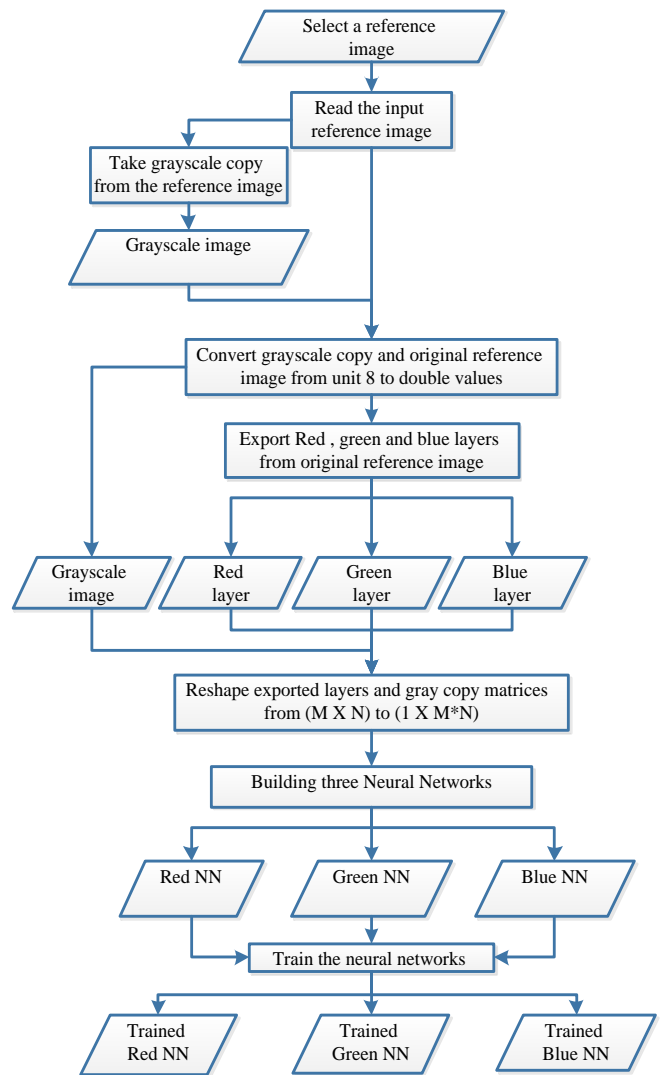 Select a reference
image
Read the input
reference image
Take grayscale copy
from the reference image
Grayscale image
Convert grayscale copy and original reference
image from unit 8 to double values
Export Red , green and blue layers
from original reference image
Grayscale
image
Red
layer
Green
layer
Blue
layer
Reshape exported layers and gray copy matrices
from (M X N) to (1 X M*N)
Building three Neural Networks
Red NN
Green NN
Blue NN
Train the neural networks
Trained
Red NN
Trained
Green NN
Trained
Blue NN